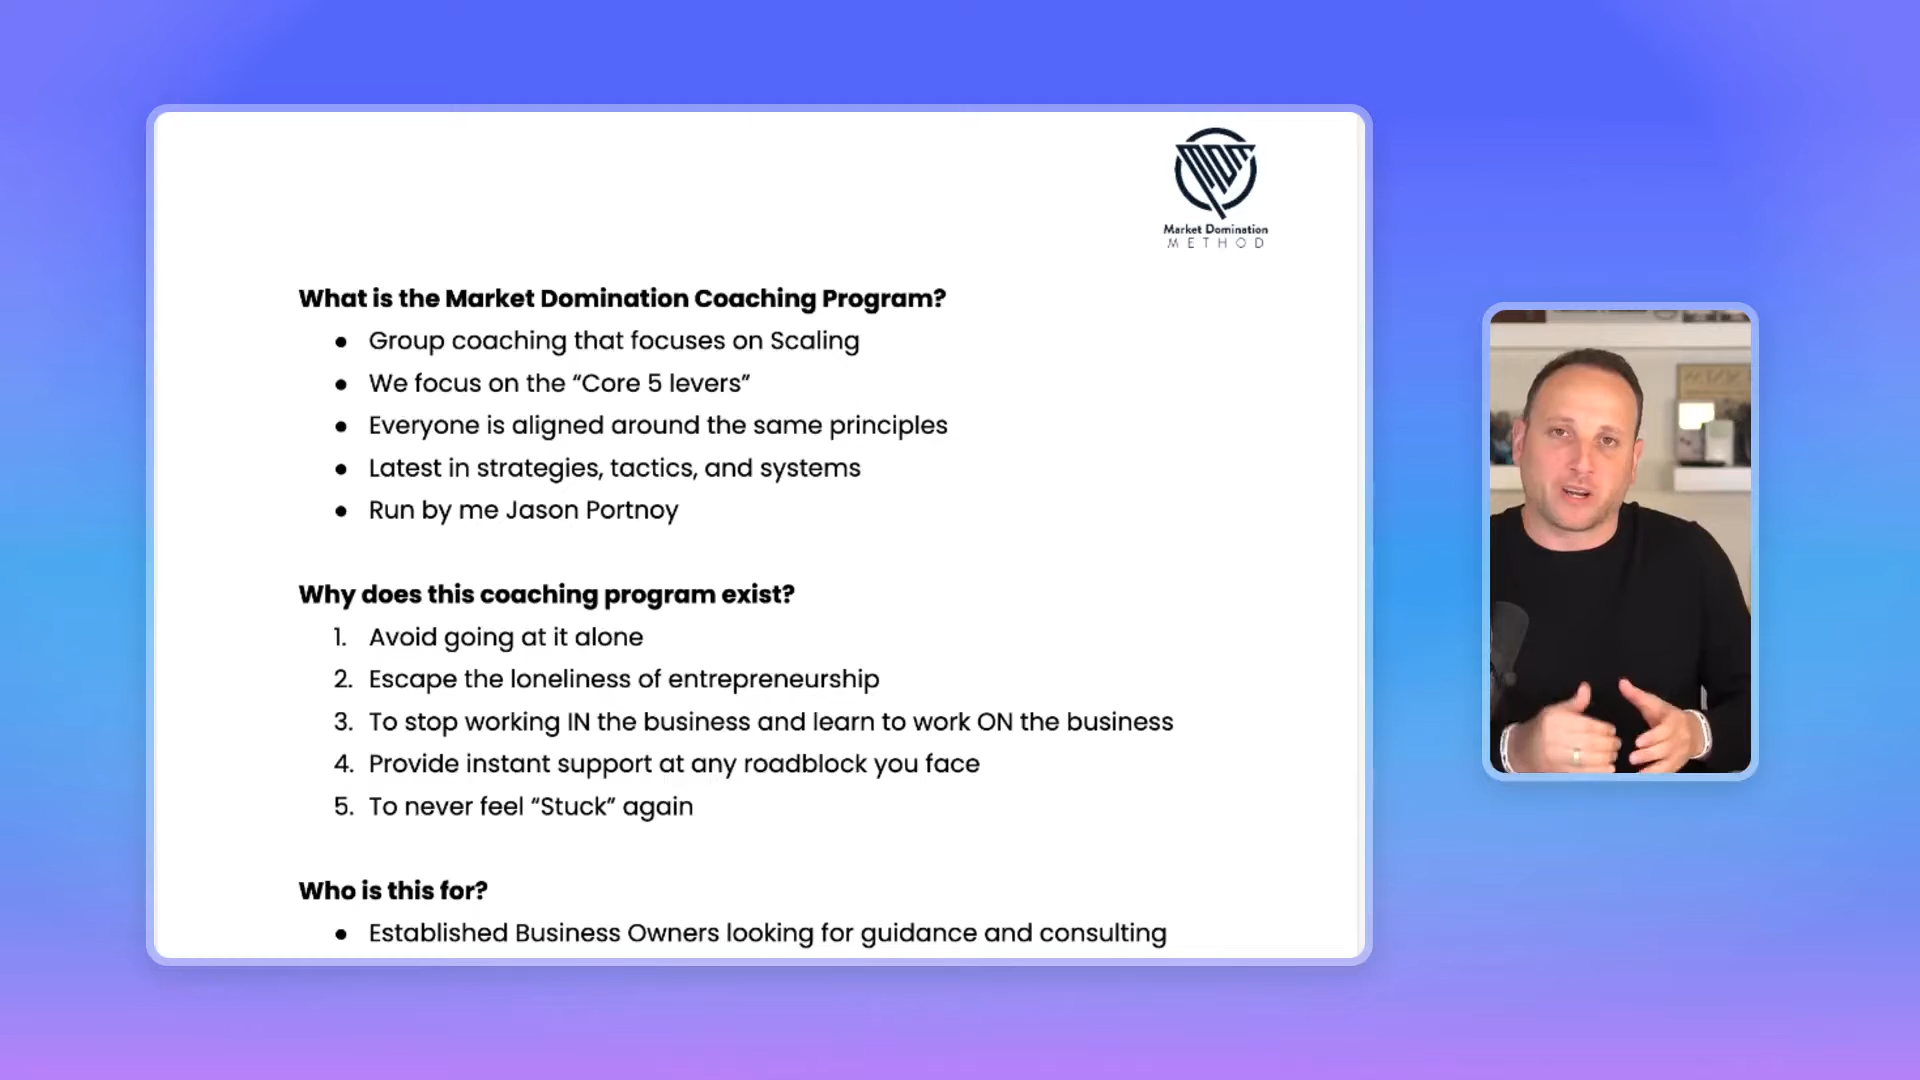 MDM
Market Domination
METHOD
What is the Market Domination Coaching Program?
● Group coaching that focuses on Scaling
● We focus on the “Core 5 levers”
● Everyone is aligned around the same principles
● Latest in strategies, tactics, and systems
● Run by me Jason Portnoy
Why does this coaching program exist?
1. Avoid going at it alone
2. Escape the loneliness of entrepreneurship
3. To stop working IN the business and learn to work ON the business
4. Provide instant support at any roadblock you face
5. To never feel “Stuck” again
Who is this for?
● Established Business Owners looking for guidance and consulting